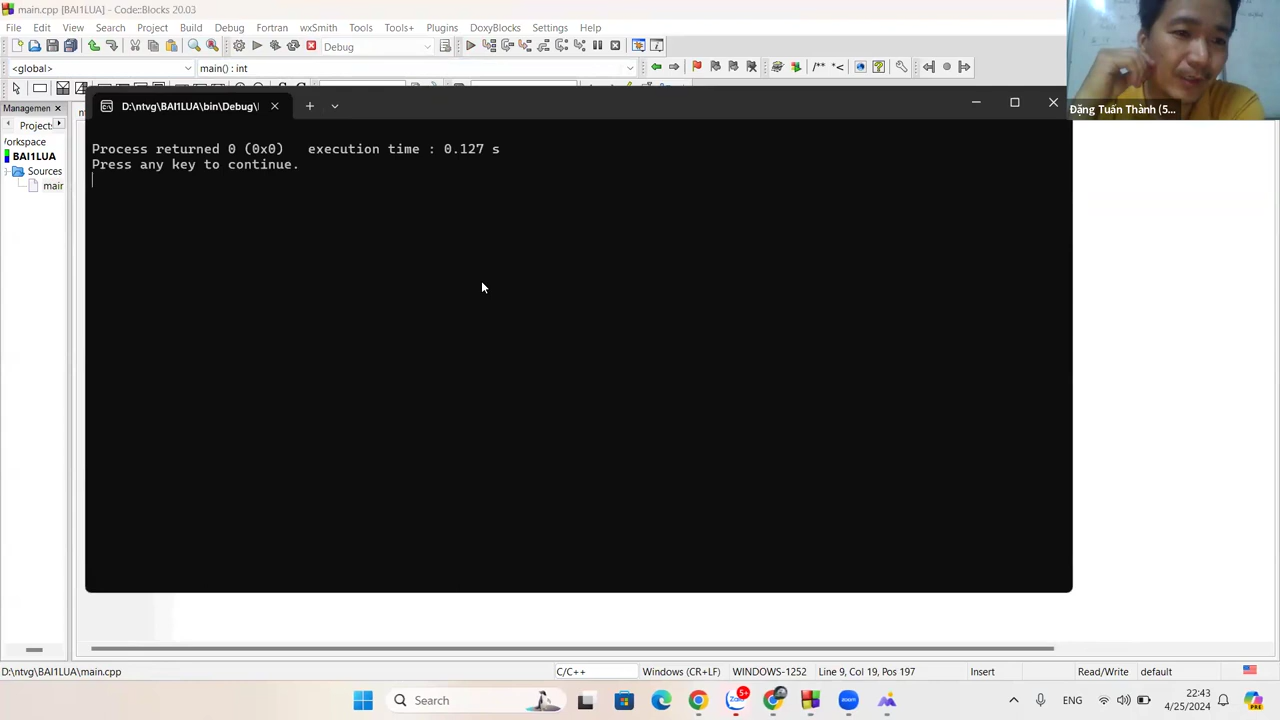 main.cpp [BAI1LUA] - Code::Blocks 20.03
File Edit View Search Project Build Debug Fortran wxSmith Tools Tools+ Plugins DoxyBlocks Settings Help
Debug
<global> main() : int
/** *<
Managemen
Projects
D:\ntvg\BAI1LUA\bin\Debug\
Đặng Tuấn Thành (5...
orkspace
BAI1LUA
Sources
mair
Process returned 0 (0x0)   execution time : 0.127 s
Press any key to continue.
D:\ntvg\BAI1LUA\main.cpp C/C++ Windows (CR+LF) WINDOWS-1252 Line 9, Col 19, Pos 197 Insert Read/Write default
Search 5+ ENG 22:43
4/25/2024